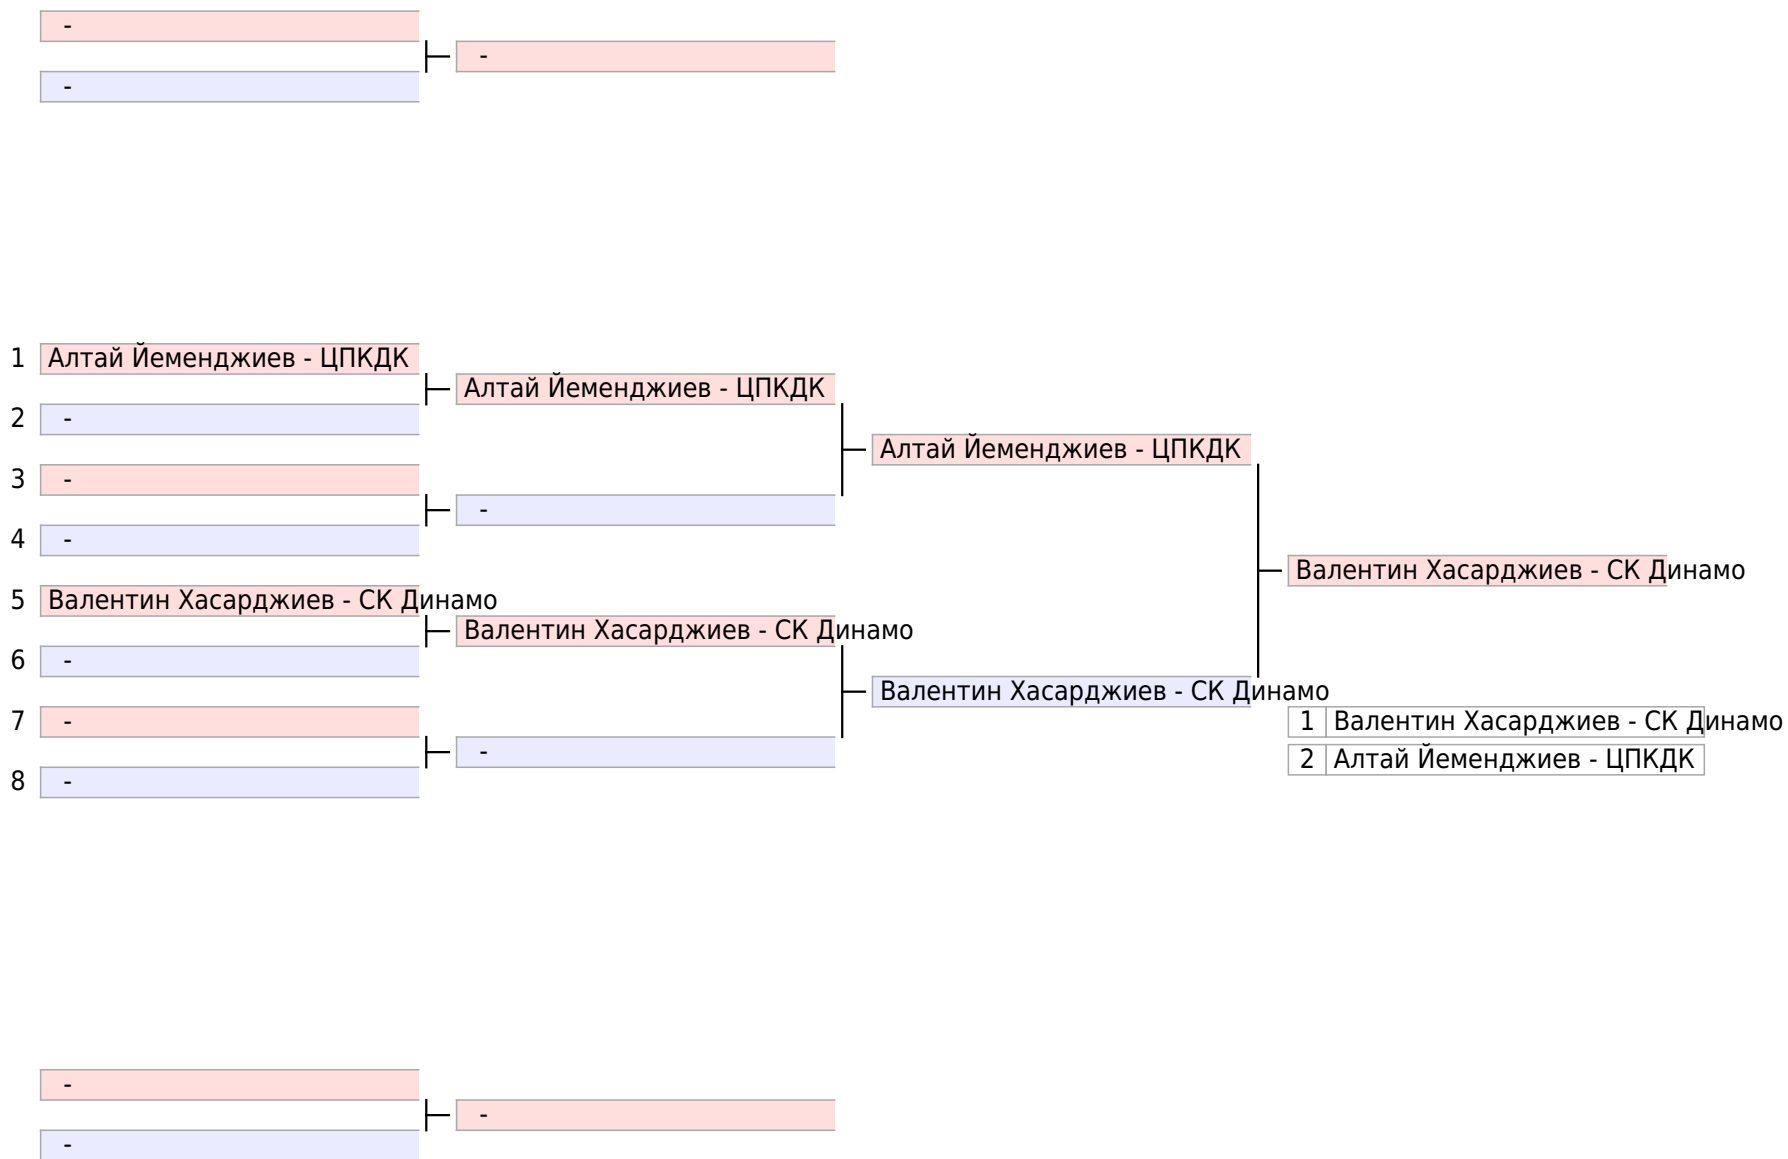 -
-
-
1 Алтай Йеменджиев - ЦПКДК
Алтай Йеменджиев - ЦПКДК
2 -
Алтай Йеменджиев - ЦПКДК
3 -
-
4 -
Валентин Хасарджиев - СК Динамо
5 Валентин Хасарджиев - СК Динамо
Валентин Хасарджиев - СК Динамо
6 -
Валентин Хасарджиев - СК Динамо
7 -
1 Валентин Хасарджиев - СК Динамо
-
2 Алтай Йеменджиев - ЦПКДК
8 -
-
-
-